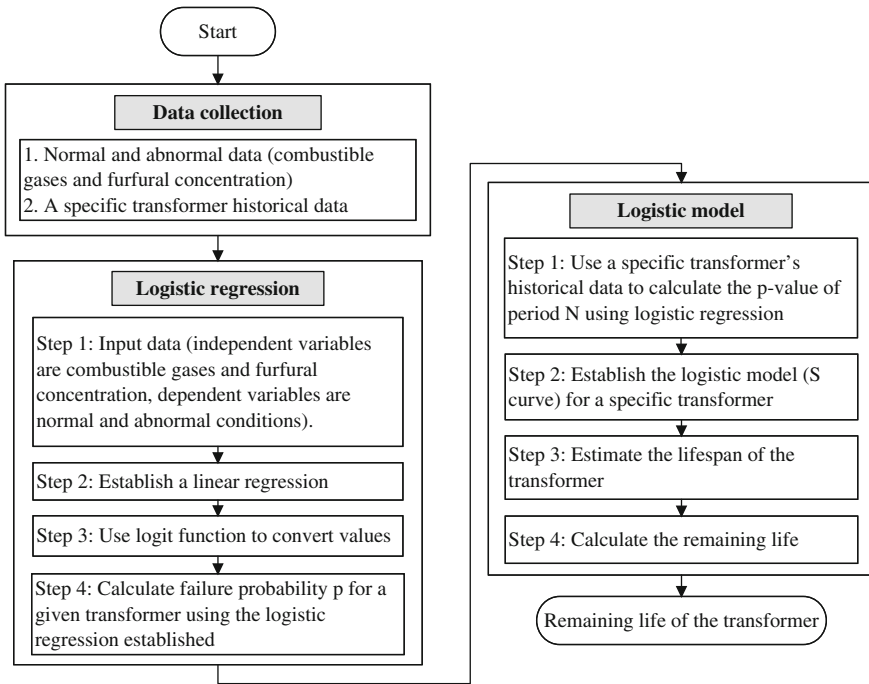 Start
Data collection
1. Normal and abnormal data (combustible
gases and furfural concentration)
2. A specific transformer historical data
Logistic regression
Step 1: Input data (independent variables
are combustible gases and furfural
concentration, dependent variables are
normal and abnormal conditions).
Step 2: Establish a linear regression
Step 3: Use logit function to convert values
Step 4: Calculate failure probability p for a
given transformer using the logistic
regression established
Logistic model
Step 1: Use a specific transformer’s
historical data to calculate the p-value of
period N using logistic regression
Step 2: Establish the logistic model (S
curve) for a specific transformer
Step 3: Estimate the lifespan of the
transformer
Step 4: Calculate the remaining life
Remaining life of the transformer